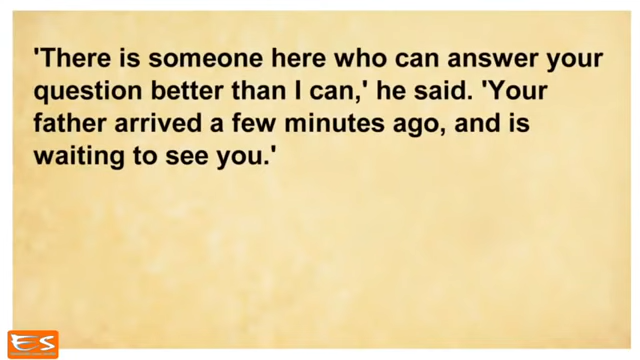 'There is someone here who can answer your
question better than I can,' he said. 'Your
father arrived a few minutes ago, and is
waiting to see you.'
ES